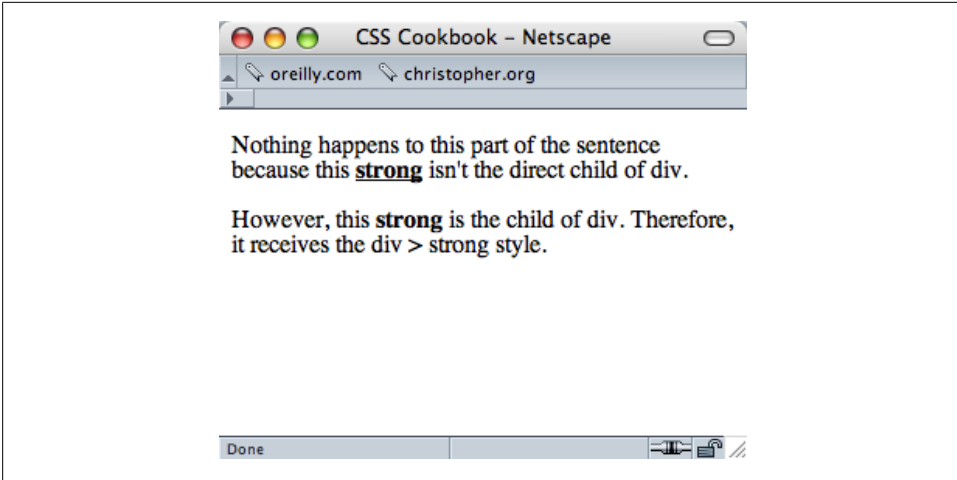 CSS Cookbook – Netscape
oreilly.com christopher.org
Nothing happens to this part of the sentence
because this strong isn't the direct child of div.
However, this strong is the child of div. Therefore,
it receives the div > strong style.
Done